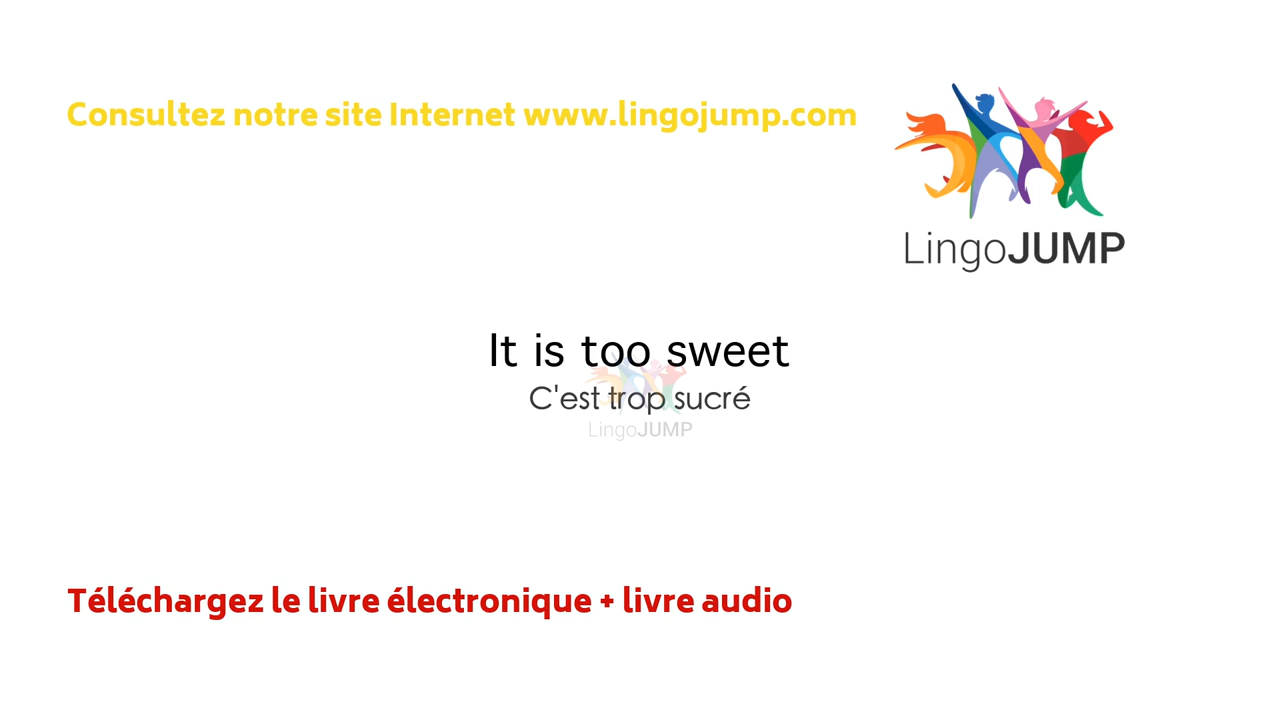 Consultez notre site Internet www.lingojump.com
LingoJUMP
It is too sweet
C'est trop sucré
LingoJUMP
Téléchargez le livre électronique + livre audio